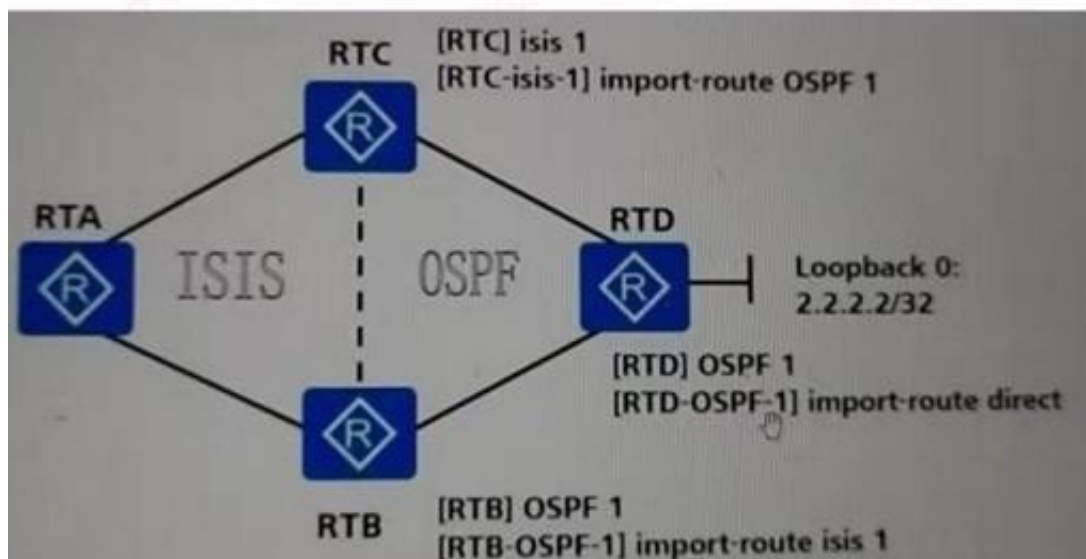 RTC
[RTC] isis 1
[RTC-isis-1] import-route OSPF 1
RTA
ISIS
OSPF
RTD
Loopback 0:
2.2.2.2/32
[RTD] OSPF 1
[RTD-OSPF-1] import-route direct
RTB
[RTB] OSPF 1
[RTB-OSPF-1] import-route isis 1
R
R
R
R